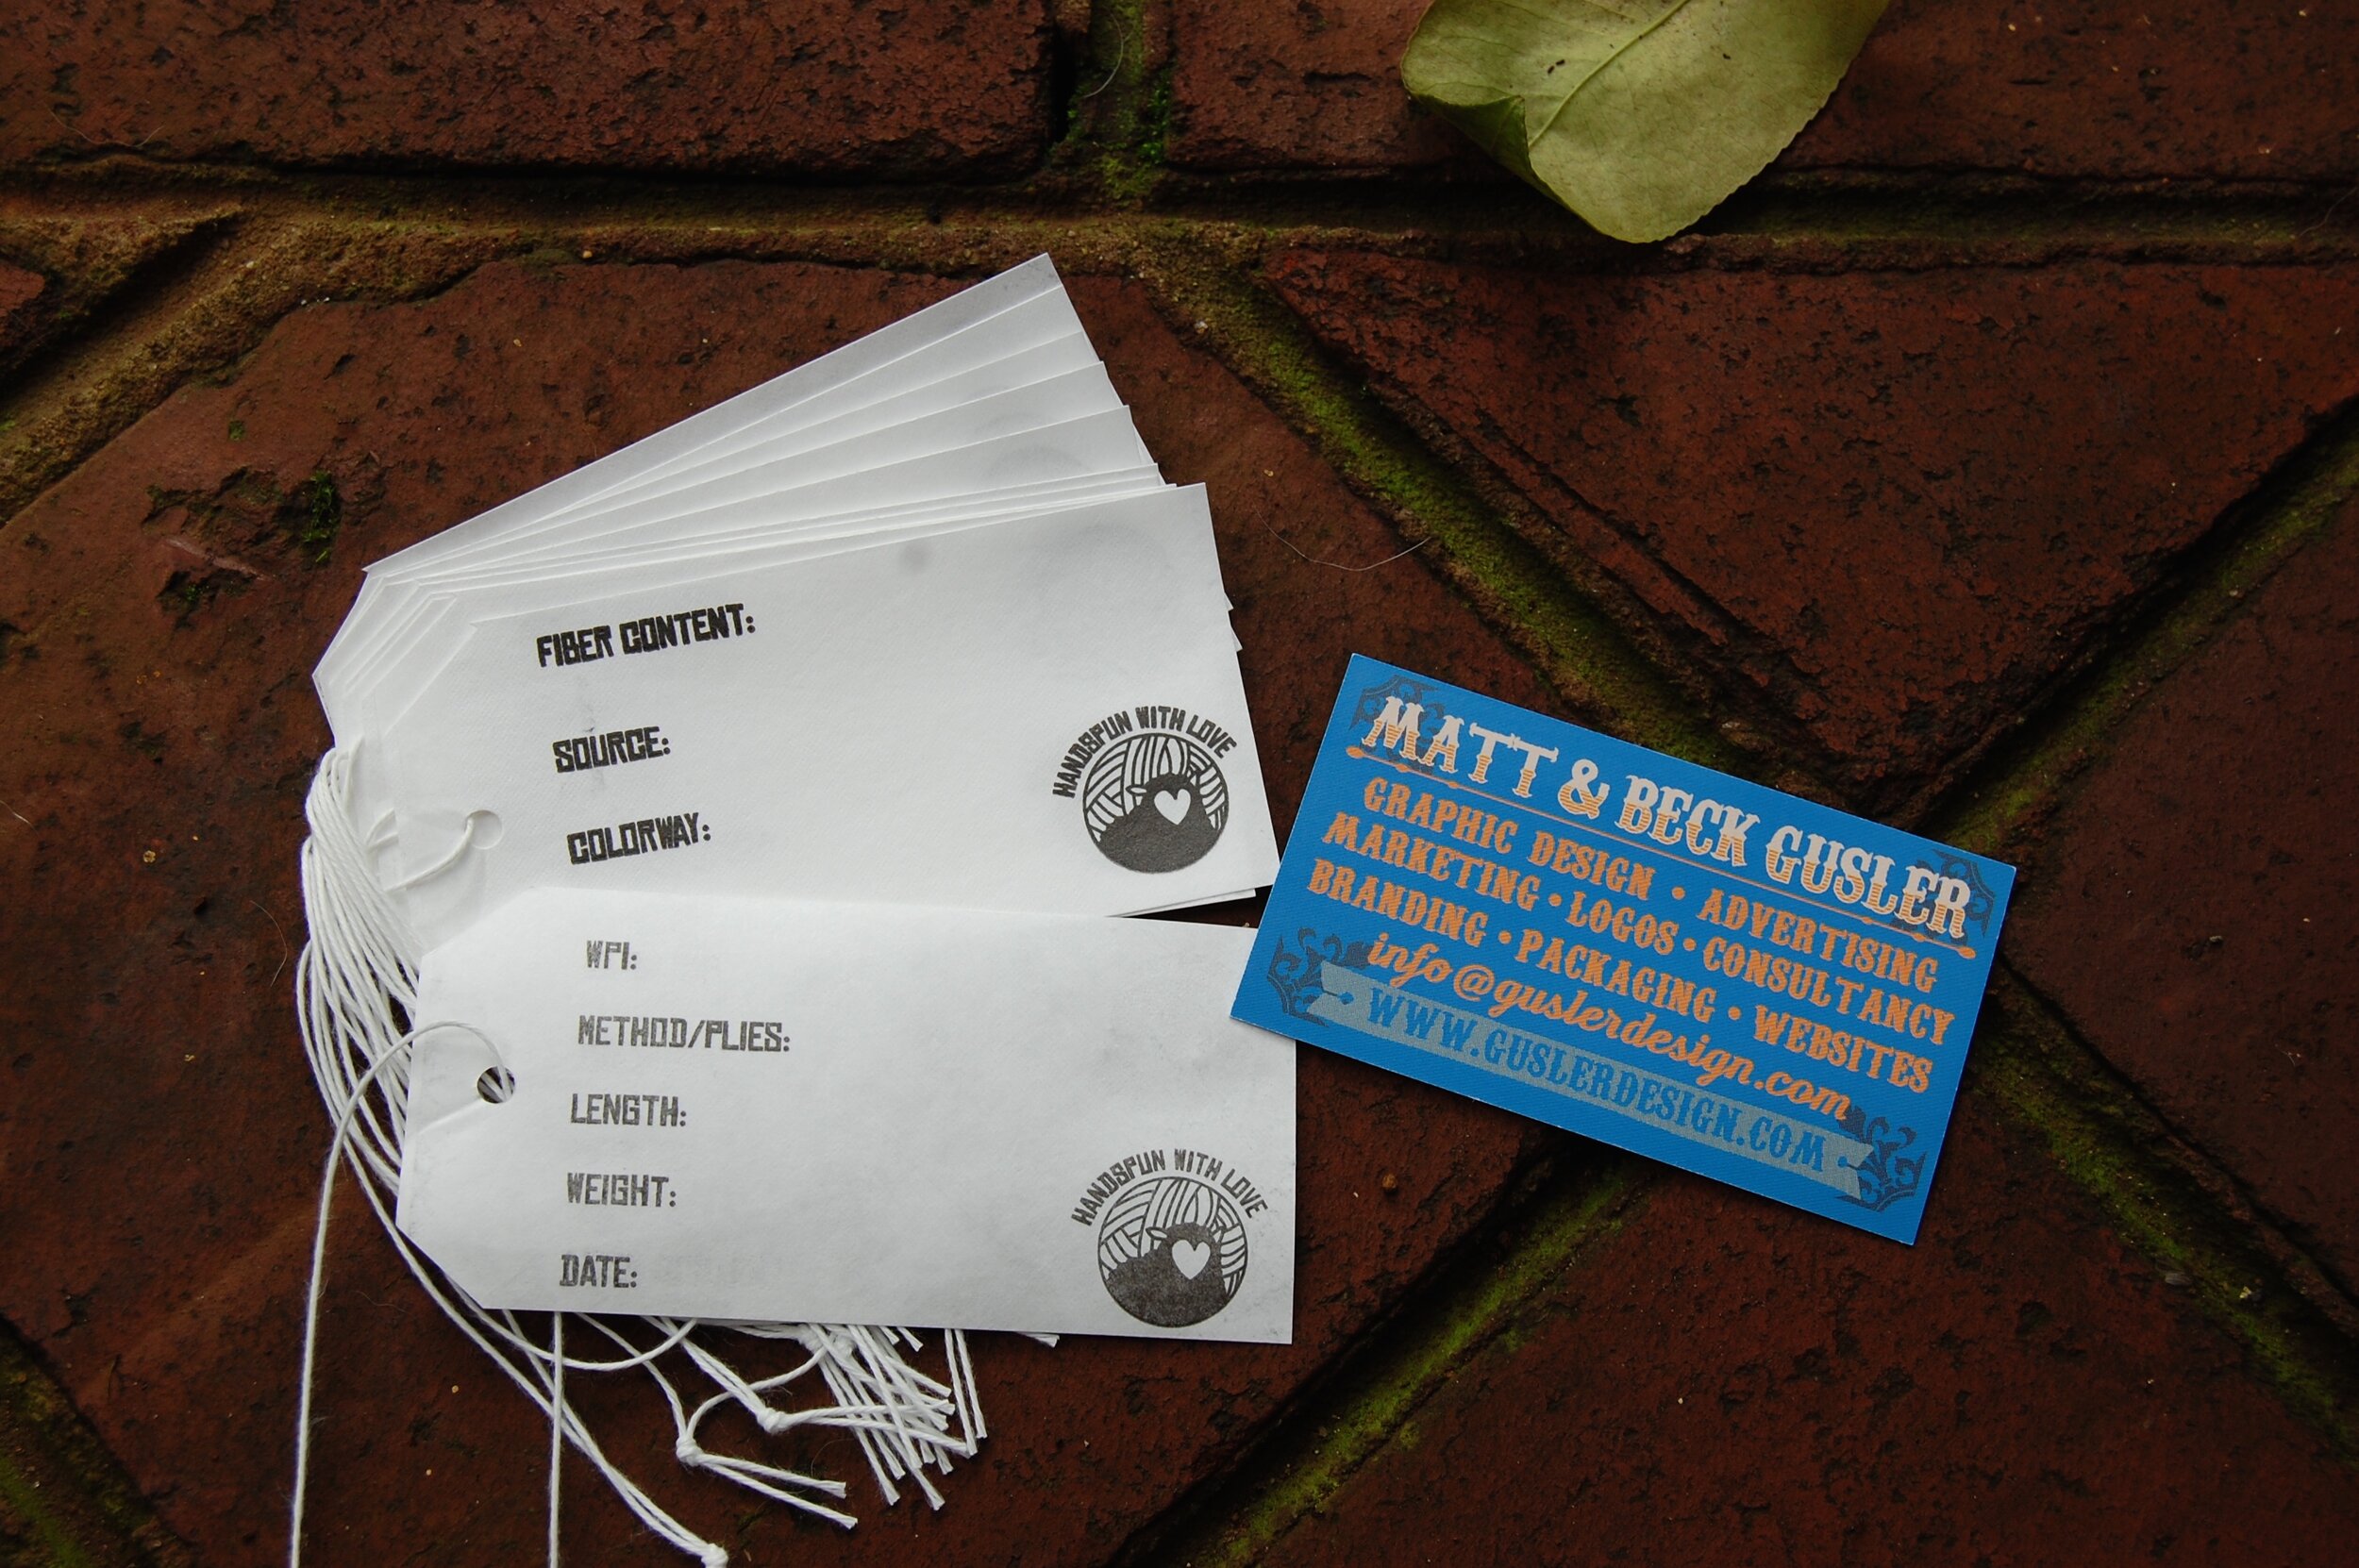 FIBER CONTENT:
SOURCE:
COLORWAY:
HANDSPUN WITH LOVE
WPI:
METHOD/PLIES:
LENGTH:
WEIGHT:
DATE:
HANDSPUN WITH LOVE
MATT & BECK GUSLER
GRAPHIC DESIGN • ADVERTISING
MARKETING • LOGOS • CONSULTANCY
BRANDING • PACKAGING • WEBSITES
info@guslerdesign.com
WWW.GUSLERDESIGN.COM